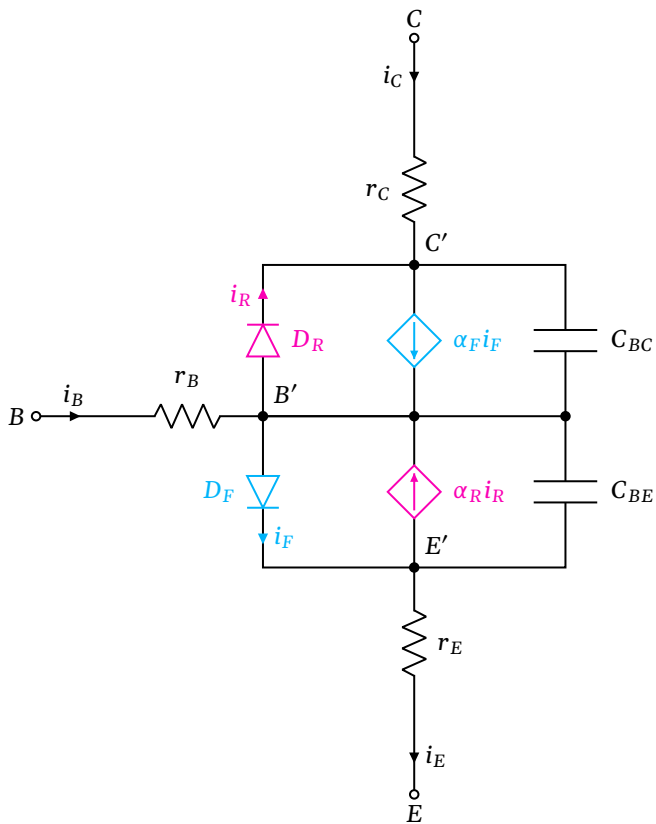 C
i_C
r_C
C′
i_R
D_R
α_F i_F
C_BC
r_B
B′
i_B
B
D_F
α_R i_R
C_BE
i_F
E′
r_E
i_E
E